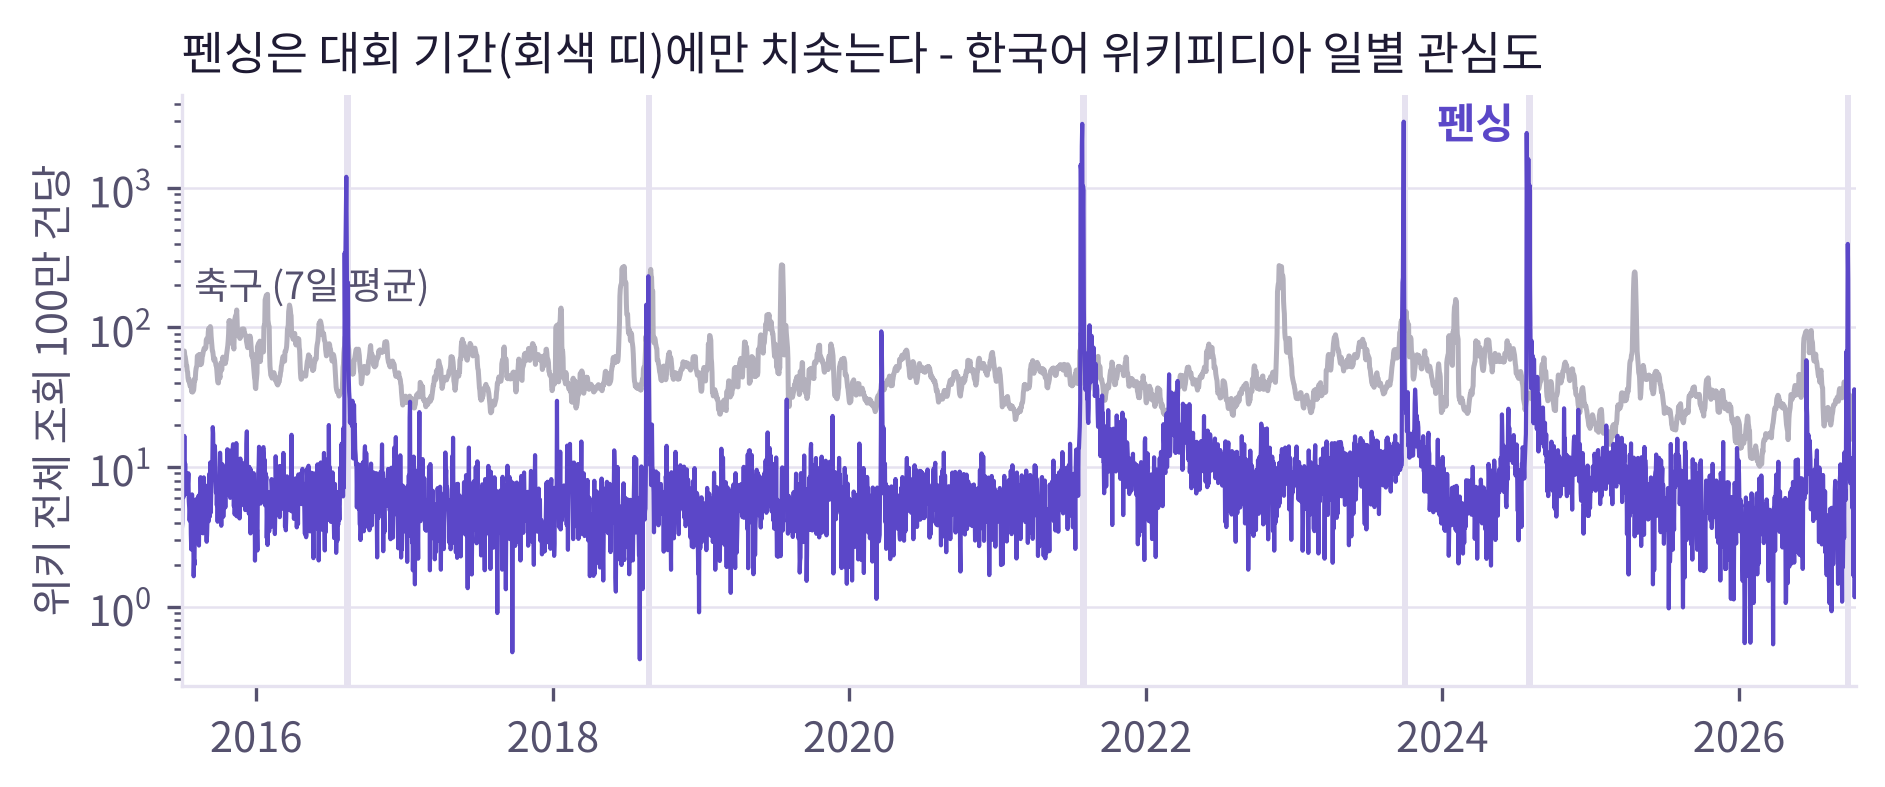 펜싱은 대회 기간(회색 띠)에만 치솟는다 - 한국어 위키피디아 일별 관심도
위키 전체 조회 100만 건당
10³
10²
10¹
10⁰
축구 (7일 평균)
펜싱
2016
2018
2020
2022
2024
2026